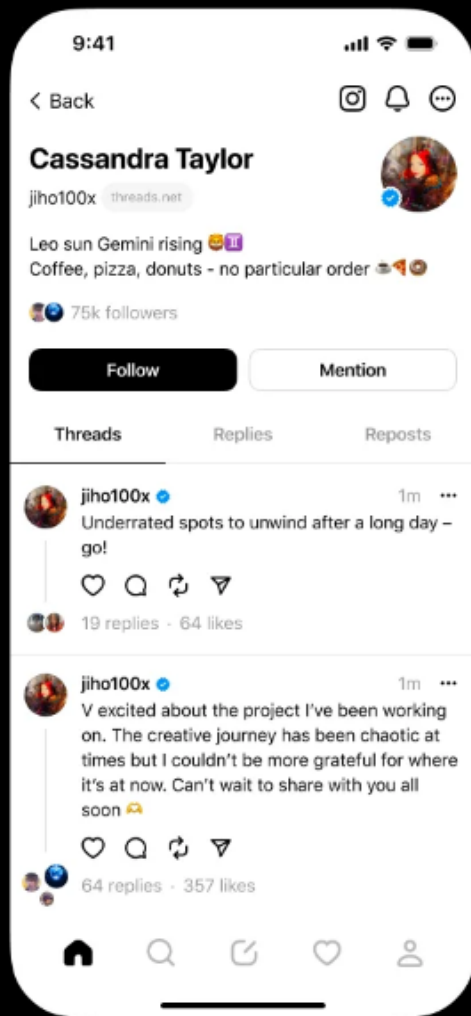 9:41
Back
Cassandra Taylor
jiho100x threads.net
Leo sun Gemini rising 🦁♊
Coffee, pizza, donuts - no particular order ☕🍕🍩
75k followers
Follow Mention
Threads Replies Reposts
jiho100x 1m
Underrated spots to unwind after a long day –
go!
19 replies · 64 likes
jiho100x 1m
V excited about the project I’ve been working
on. The creative journey has been chaotic at
times but I couldn’t be more grateful for where
it’s at now. Can’t wait to share with you all
soon 🫶
64 replies · 357 likes